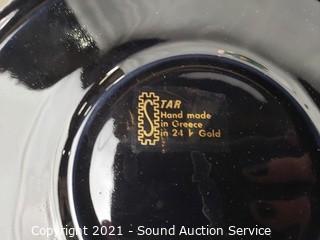 STAR
Hand made
in Greece
in 24 k Gold
Copyright 2021 - Sound Auction Service